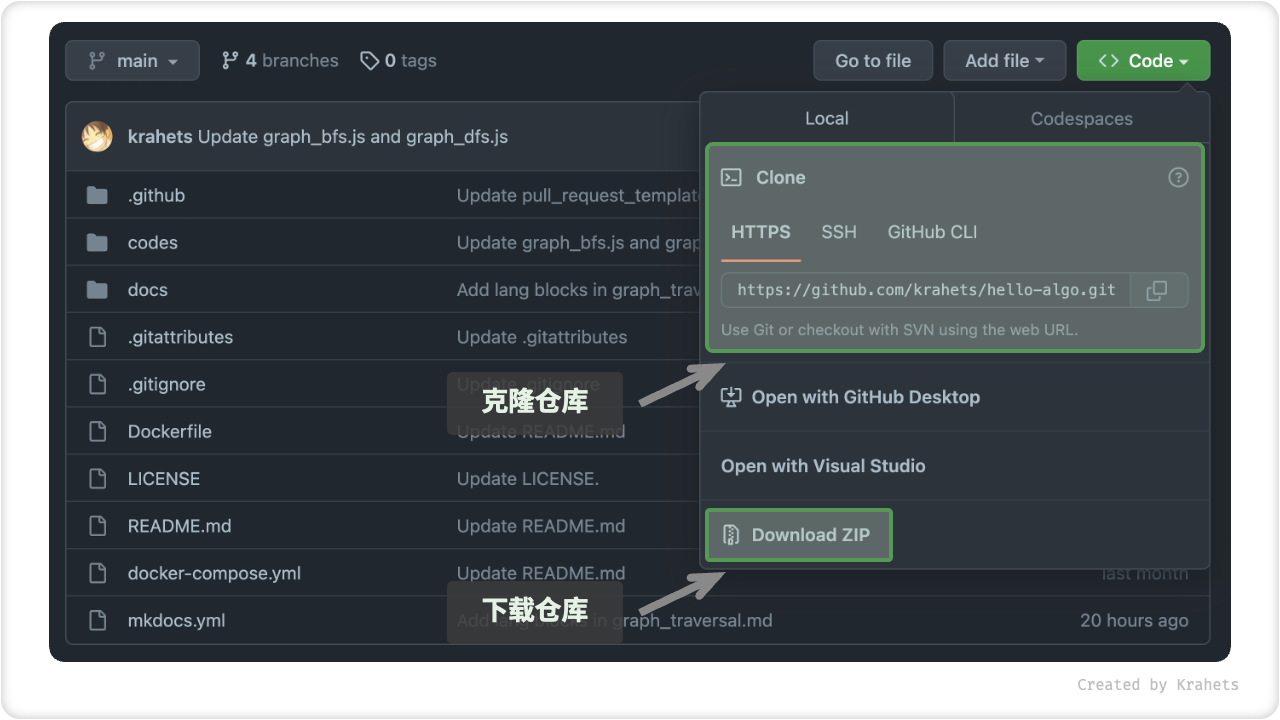 main 4 branches 0 tags Go to file Add file Code
Local Codespaces
krahets Update graph_bfs.js and graph_dfs.js
Clone
.github Update pull_request_templat
HTTPS SSH GitHub CLI
codes Update graph_bfs.js and grap
https://github.com/krahets/hello-algo.git
docs Add lang blocks in graph_trav
Use Git or checkout with SVN using the web URL.
.gitattributes Update .gitattributes
.gitignore Update .gitignore
克隆仓库
Open with GitHub Desktop
Dockerfile Update README.md
Open with Visual Studio
LICENSE Update LICENSE.
README.md Update README.md
Download ZIP
docker-compose.yml Update README.md last month
下载仓库
mkdocs.yml Add lang blocks in graph_traversal.md 20 hours ago
Created by Krahets